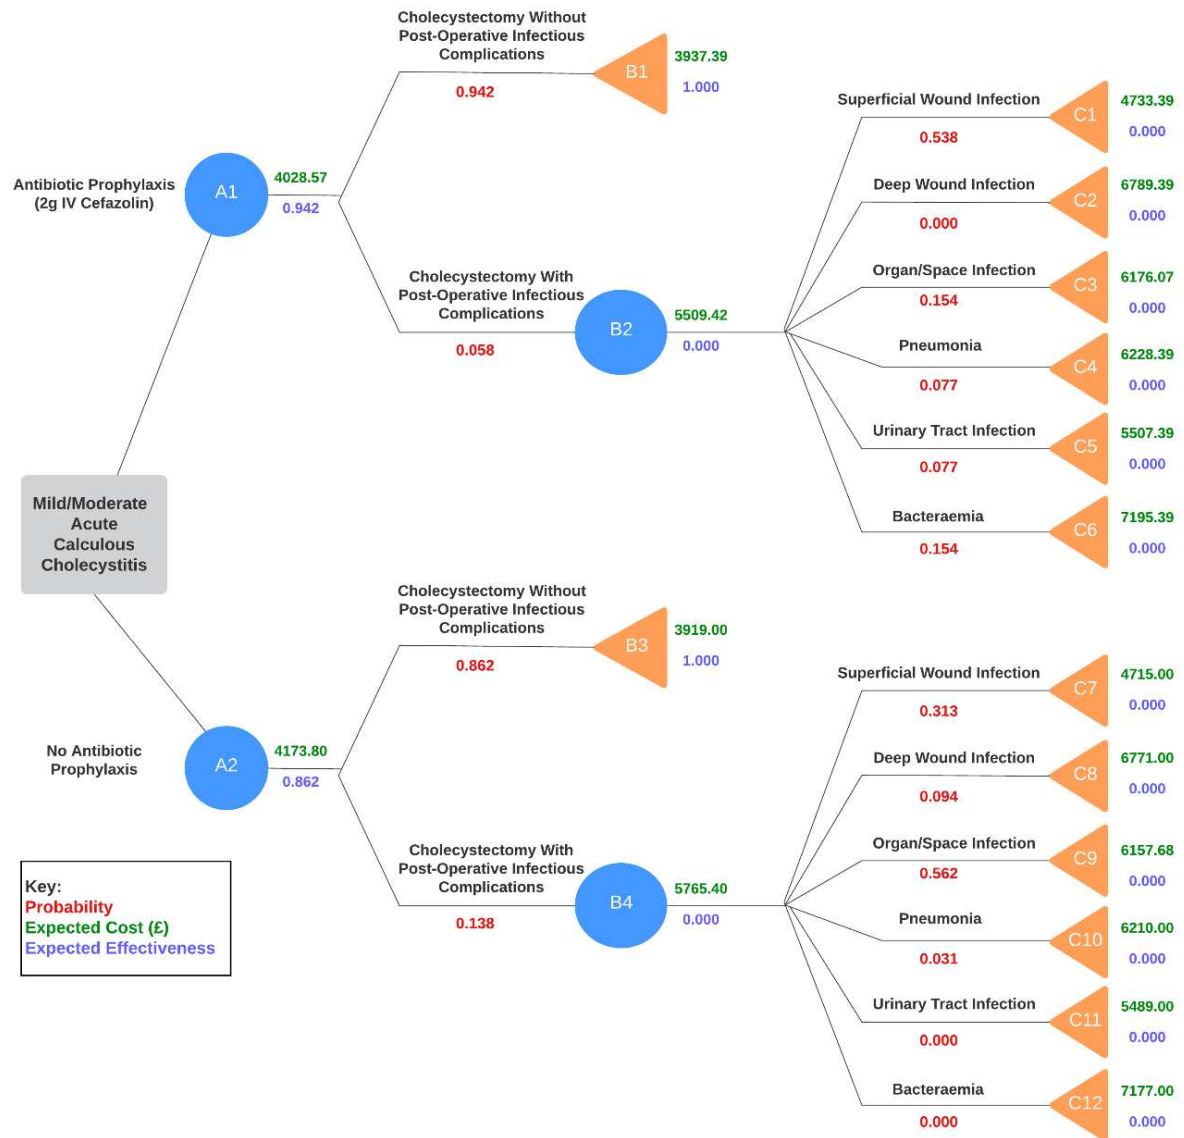 Cholecystectomy Without
Post-Operative Infectious
Complications
0.942
B1
3937.39
1.000
Antibiotic Prophylaxis
(2g IV Cefazolin)
A1
4028.57
0.942
Cholecystectomy With
Post-Operative Infectious
Complications
0.058
B2
5509.42
0.000
Superficial Wound Infection
0.538
C1
4733.39
0.000
Deep Wound Infection
0.000
C2
6789.39
0.000
Organ/Space Infection
0.154
C3
6176.07
0.000
Pneumonia
0.077
C4
6228.39
0.000
Urinary Tract Infection
0.077
C5
5507.39
0.000
Bacteraemia
0.154
C6
7195.39
0.000
Mild/Moderate
Acute
Calculous
Cholecystitis
Cholecystectomy Without
Post-Operative Infectious
Complications
0.862
B3
3919.00
1.000
No Antibiotic
Prophylaxis
A2
4173.80
0.862
Cholecystectomy With
Post-Operative Infectious
Complications
0.138
B4
5765.40
0.000
Superficial Wound Infection
0.313
C7
4715.00
0.000
Deep Wound Infection
0.094
C8
6771.00
0.000
Organ/Space Infection
0.562
C9
6157.68
0.000
Pneumonia
0.031
C10
6210.00
0.000
Urinary Tract Infection
0.000
C11
5489.00
0.000
Bacteraemia
0.000
C12
7177.00
0.000
Key:
Probability
Expected Cost (£)
Expected Effectiveness